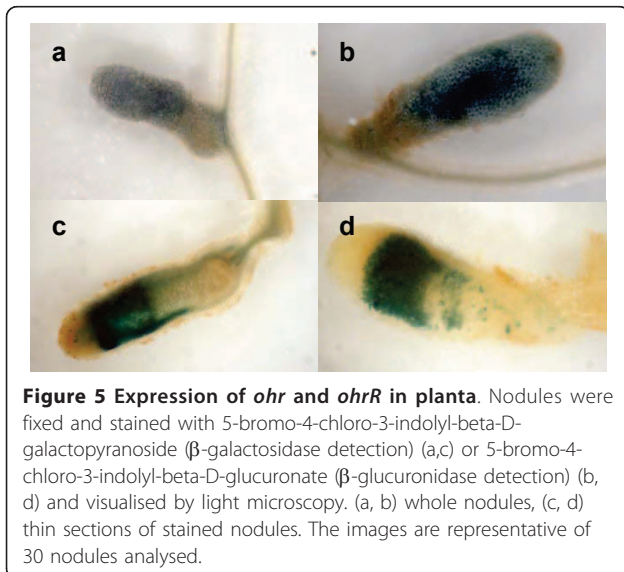 a
b
c
d
Figure 5 Expression of ohr and ohrR in planta. Nodules were
fixed and stained with 5-bromo-4-chloro-3-indolyl-beta-D-
galactopyranoside (β-galactosidase detection) (a,c) or 5-bromo-4-
chloro-3-indolyl-beta-D-glucuronate (β-glucuronidase detection) (b,
d) and visualised by light microscopy. (a, b) whole nodules, (c, d)
thin sections of stained nodules. The images are representative of
30 nodules analysed.